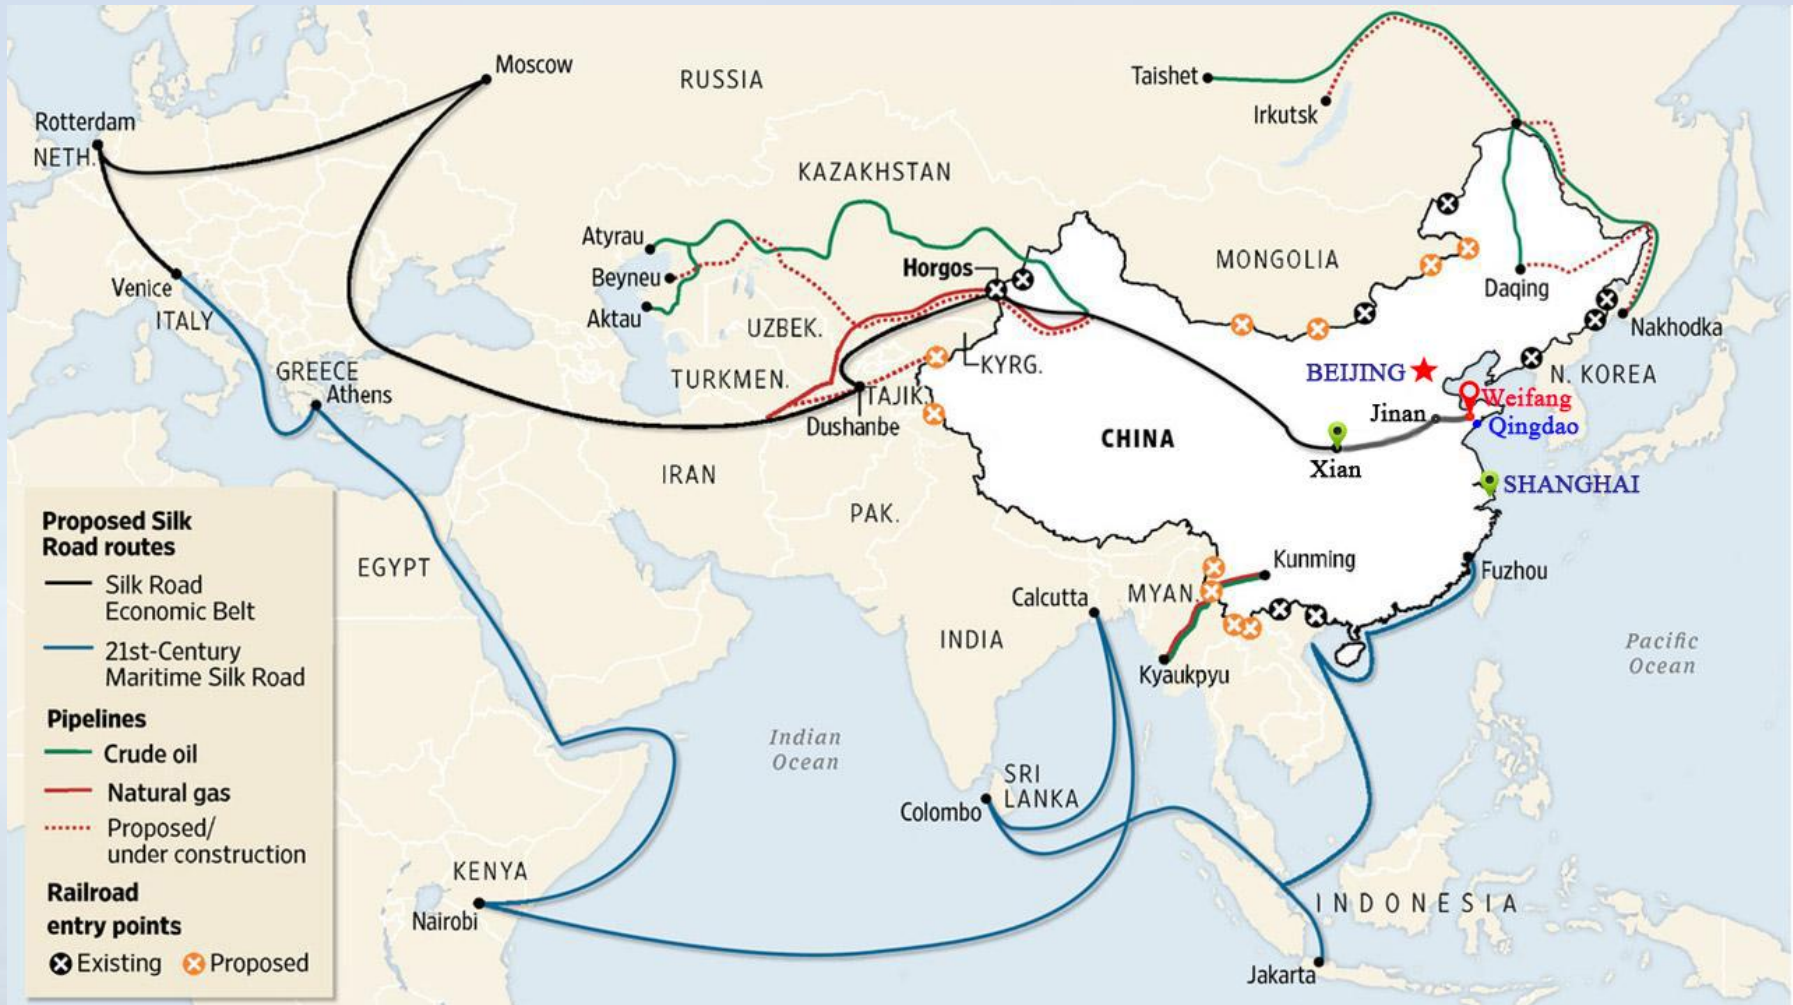 Moscow
RUSSIA
Taishet
Irkutsk
Rotterdam
NETH.
KAZAKHSTAN
Atyrau
Beyneu
Aktau
Horgos
MONGOLIA
Daqing
Nakhodka
Venice
ITALY
UZBEK.
GREECE
Athens
TURKMEN.
KYRG.
TAJIK.
Dushanbe
BEIJING
N. KOREA
Weifang
Jinan
Qingdao
CHINA
Xian
IRAN
SHANGHAI
PAK.
EGYPT
Kunming
Fuzhou
Calcutta
MYAN.
INDIA
Kyaukpyu
Pacific
Ocean
Indian
Ocean
SRI
LANKA
Colombo
KENYA
Nairobi
INDONESIA
Jakarta
Proposed Silk
Road routes
Silk Road
Economic Belt
21st-Century
Maritime Silk Road
Pipelines
Crude oil
Natural gas
Proposed/
under construction
Railroad
entry points
Existing
Proposed